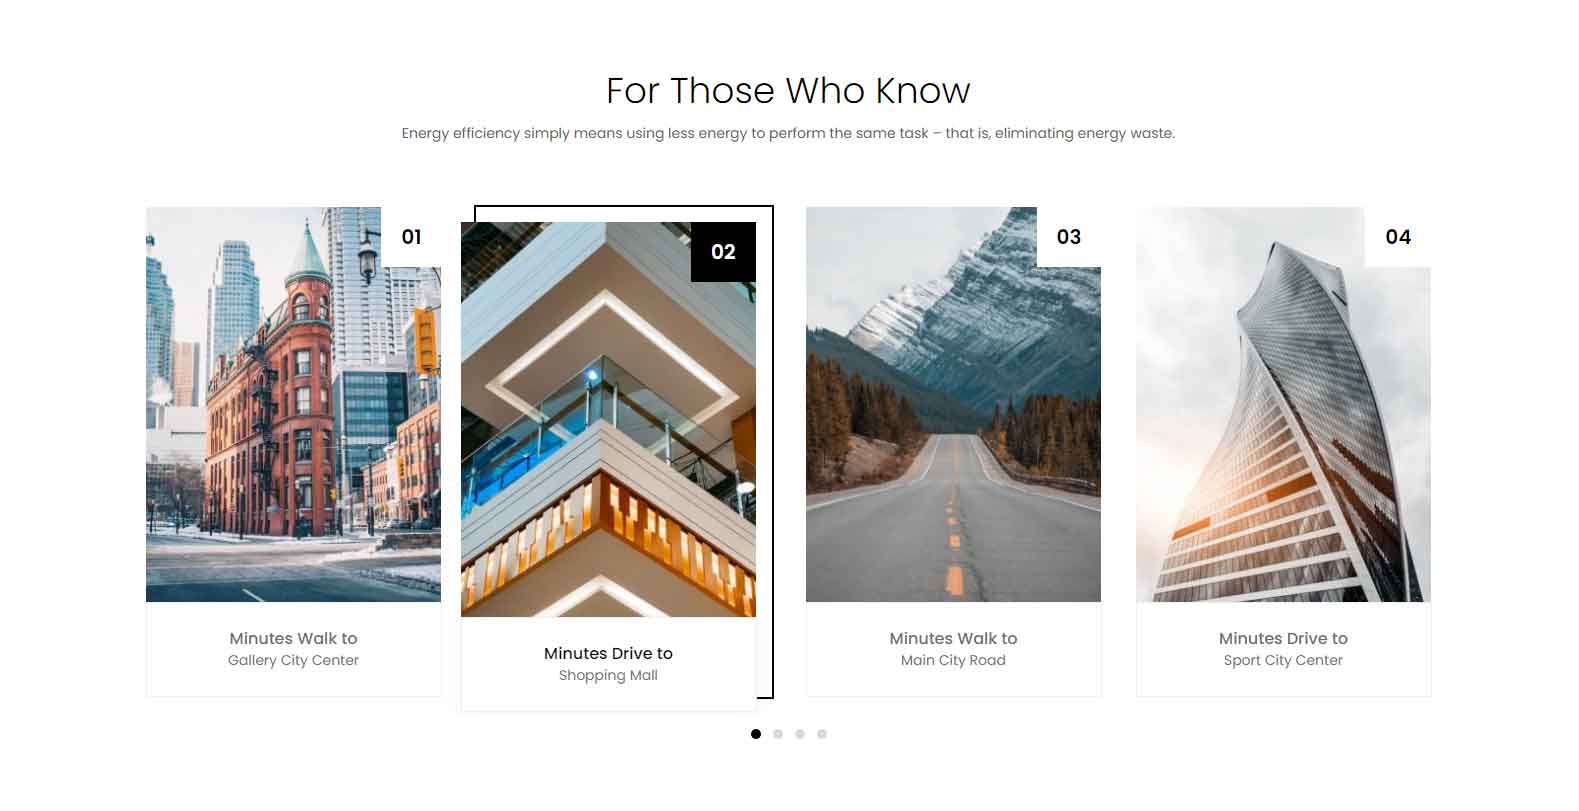 For Those Who Know
Energy efficiency simply means using less energy to perform the same task – that is, eliminating energy waste.
01
Minutes Walk to
Gallery City Center
02
Minutes Drive to
Shopping Mall
03
Minutes Walk to
Main City Road
04
Minutes Drive to
Sport City Center